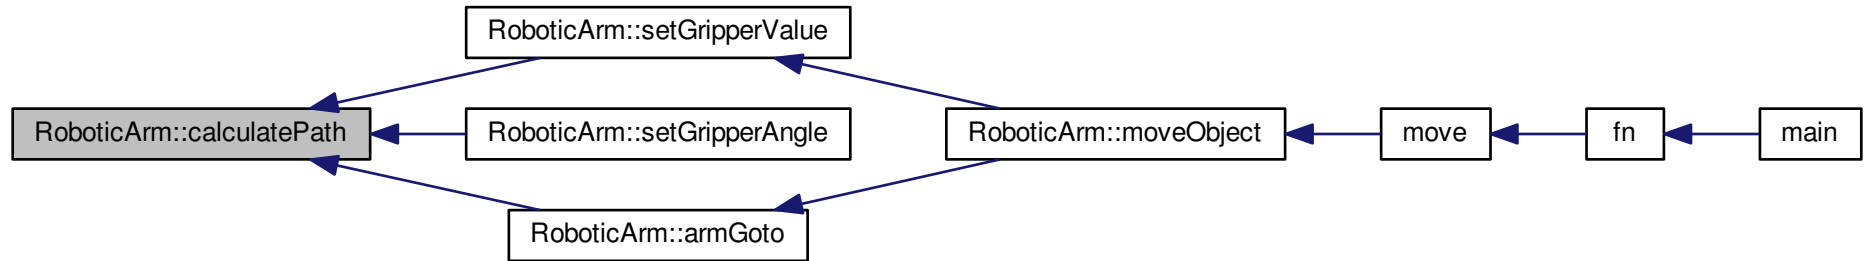 RoboticArm::setGripperValue
RoboticArm::calculatePath
RoboticArm::setGripperAngle
RoboticArm::moveObject
move
fn
main
RoboticArm::armGoto